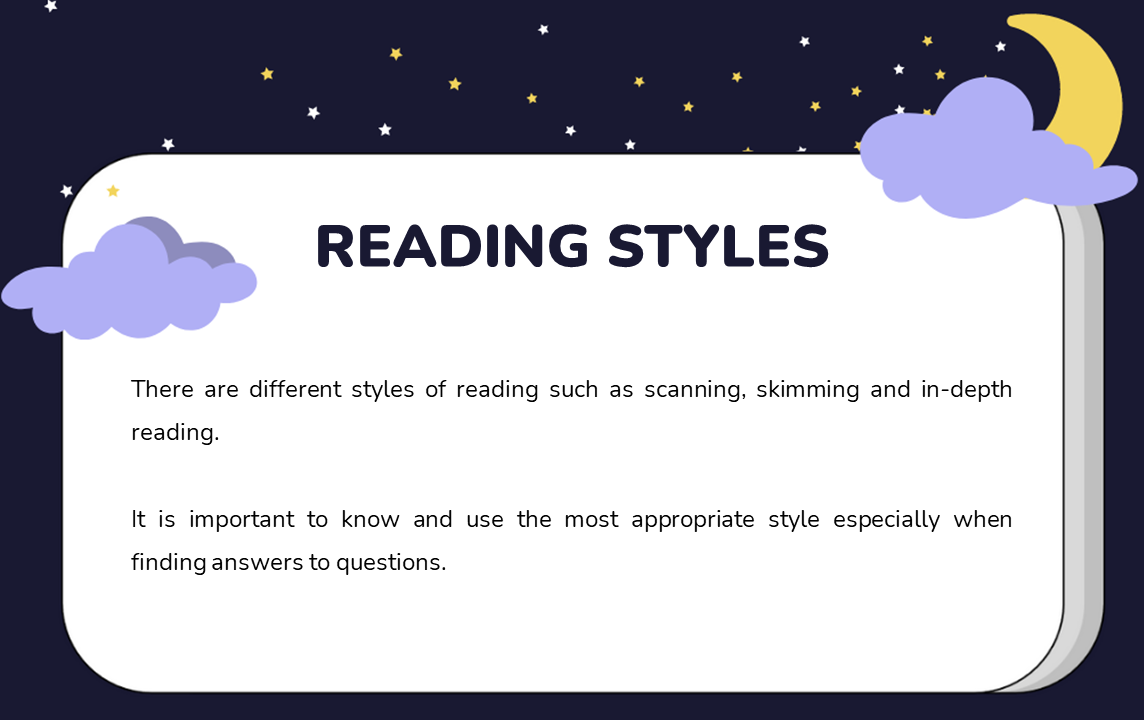 READING STYLES
There are different styles of reading such as scanning, skimming and in-depth
reading.
It is important to know and use the most appropriate style especially when
finding answers to questions.